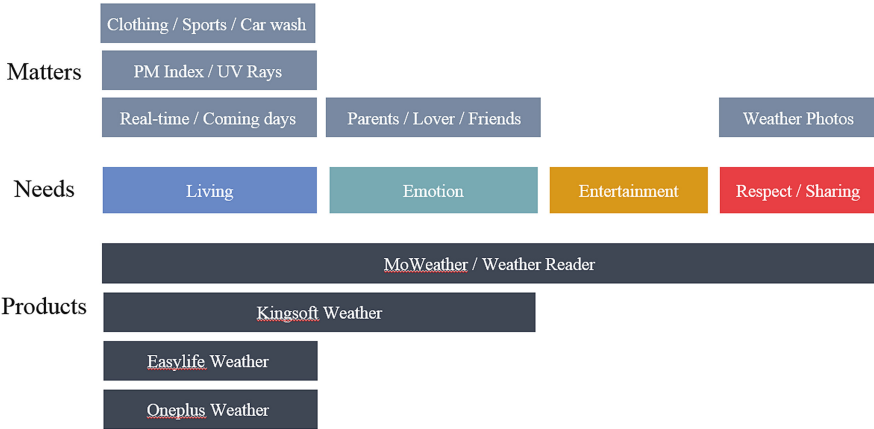 Clothing / Sports / Car wash
Matters
PM Index / UV Rays
Real-time / Coming days
Parents / Lover / Friends
Weather Photos
Needs
Living
Emotion
Entertainment
Respect / Sharing
MoWeather / Weather Reader
Products
Kingsoft Weather
Easylife Weather
Oneplus Weather